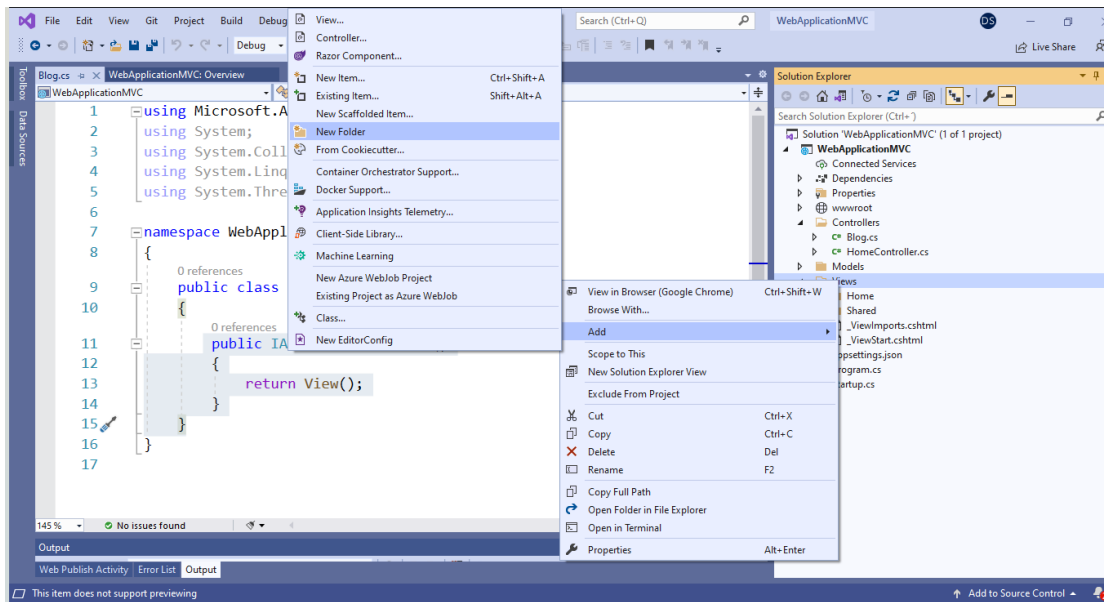 File Edit View Git Project Build Debug
Search (Ctrl+Q)
WebApplicationMVC
DS
Debug
Live Share
Toolbox
Data Sources
Blog.cs
WebApplicationMVC: Overview
WebApplicationMVC
1 using Microsoft.A
2 using System;
3 using System.Coll
4 using System.Linq
5 using System.Thre
6
7 namespace WebAppl
8 {
0 references
9 public class
10 {
0 references
11 public IA
12 {
13 return View();
14 }
15 }
16 }
17
145 %
No issues found
Output
Web Publish Activity Error List Output
This item does not support previewing
Add to Source Control
View...
Controller...
Razor Component...
New Item... Ctrl+Shift+A
Existing Item... Shift+Alt+A
New Scaffolded Item...
New Folder
From Cookiecutter...
Container Orchestrator Support...
Docker Support...
Application Insights Telemetry...
Client-Side Library...
Machine Learning
New Azure WebJob Project
Existing Project as Azure WebJob
Class...
New EditorConfig
View in Browser (Google Chrome) Ctrl+Shift+W
Browse With...
Add
Scope to This
New Solution Explorer View
Exclude From Project
Cut Ctrl+X
Copy Ctrl+C
Delete Del
Rename F2
Copy Full Path
Open Folder in File Explorer
Open in Terminal
Properties Alt+Enter
Solution Explorer
Search Solution Explorer (Ctrl+;)
Solution 'WebApplicationMVC' (1 of 1 project)
WebApplicationMVC
Connected Services
Dependencies
Properties
wwwroot
Controllers
C# Blog.cs
C# HomeController.cs
Models
Views
Home
Shared
_ViewImports.cshtml
_ViewStart.cshtml
ppsettings.json
rogram.cs
artup.cs